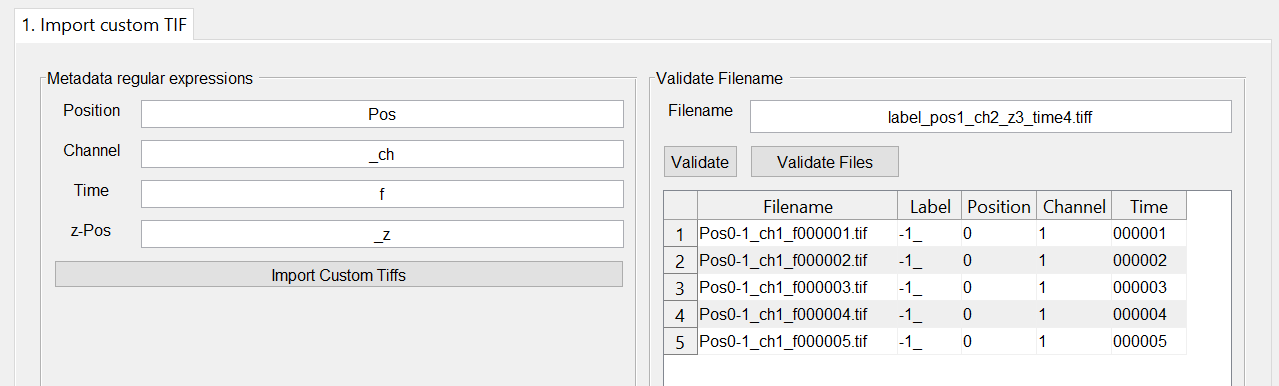 1. Import custom TIF
Metadata regular expressions
Position Pos
Channel _ch
Time f
z-Pos _z
Import Custom Tiffs
Validate Filename
Filename label_pos1_ch2_z3_time4.tiff
Validate Validate Files
Filename Label Position Channel Time
1 Pos0-1_ch1_f000001.tif -1_ 0 1 000001
2 Pos0-1_ch1_f000002.tif -1_ 0 1 000002
3 Pos0-1_ch1_f000003.tif -1_ 0 1 000003
4 Pos0-1_ch1_f000004.tif -1_ 0 1 000004
5 Pos0-1_ch1_f000005.tif -1_ 0 1 000005